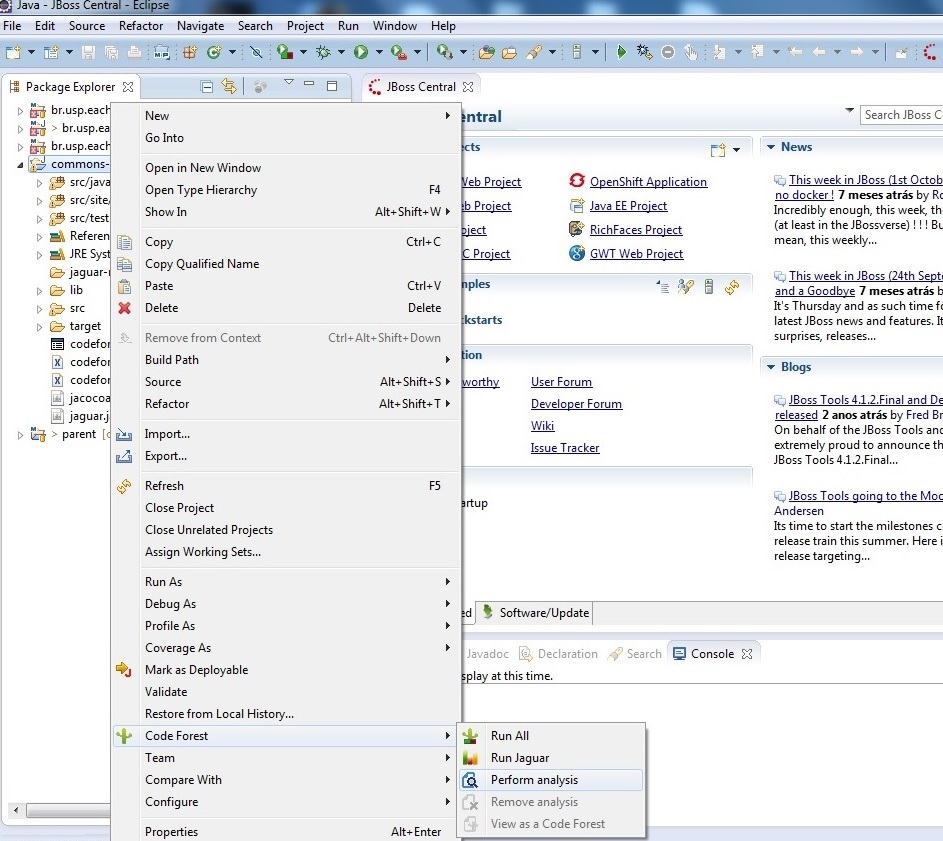 Java - JBoss Central - Eclipse
File Edit Source Refactor Navigate Search Project Run Window Help
Package Explorer
br.usp.each
> br.usp.ea
br.usp.each
commons-
src/java
src/site/
src/test
Referen
JRE Syst
jaguar-
lib
src
target
codefor
codefor
codefor
jacocoa
jaguar.j
> parent [
New
Go Into
Open in New Window
Open Type Hierarchy F4
Show In Alt+Shift+W
Copy Ctrl+C
Copy Qualified Name
Paste Ctrl+V
Delete Delete
Remove from Context Ctrl+Alt+Shift+Down
Build Path
Source Alt+Shift+S
Refactor Alt+Shift+T
Import...
Export...
Refresh F5
Close Project
Close Unrelated Projects
Assign Working Sets...
Run As
Debug As
Profile As
Coverage As
Mark as Deployable
Validate
Restore from Local History...
Code Forest
Team
Compare With
Configure
Properties Alt+Enter
Run All
Run Jaguar
Perform analysis
Remove analysis
View as a Code Forest
JBoss Central
entral
Search JBoss C
ects
Web Project
OpenShift Application
b Project
Java EE Project
ject
RichFaces Project
C Project
GWT Web Project
mples
kstarts
tion
worthy
User Forum
Developer Forum
Wiki
Issue Tracker
artup
ed
Software/Update
News
This week in JBoss (1st Octob
no docker ! 7 meses atrás by Ro
Incredibly enough, this week, the
(at least in the JBossverse) ! ! ! Bu
mean, this weekly...
This week in JBoss (24th Septe
and a Goodbye 7 meses atrás b
It's Thursday and as such time fo
latest JBoss news and features. It
surprises, releases...
Blogs
JBoss Tools 4.1.2.Final and De
released 2 anos atrás by Fred Br
On behalf of the JBoss Tools and
extremely proud to announce th
JBoss Tools 4.1.2.Final...
JBoss Tools going to the Moo
Andersen
Its time to start the milestones c
release train this summer. Here i
release targeting...
Javadoc Declaration Search Console
splay at this time.